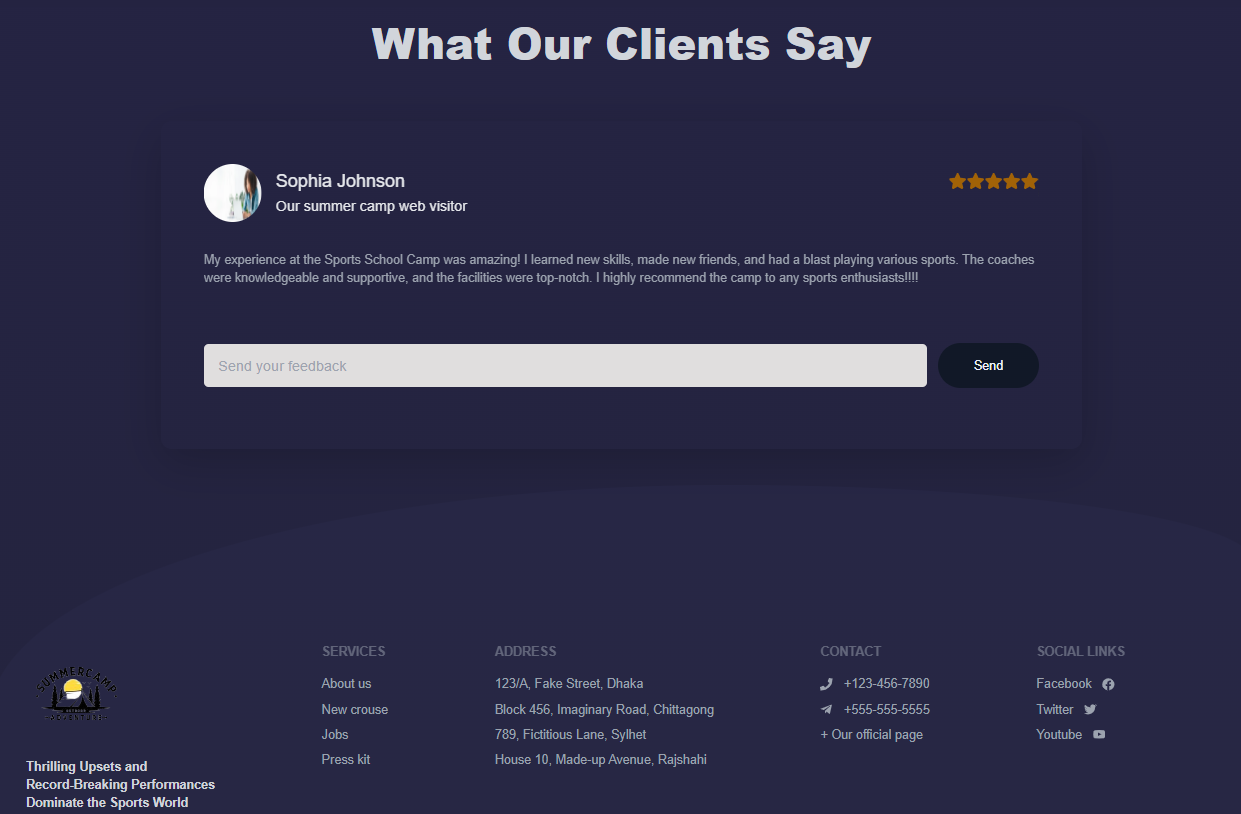 What Our Clients Say
Sophia Johnson
Our summer camp web visitor
My experience at the Sports School Camp was amazing! I learned new skills, made new friends, and had a blast playing various sports. The coaches
were knowledgeable and supportive, and the facilities were top-notch. I highly recommend the camp to any sports enthusiasts!!!!
Send your feedback
Send
SUMMERCAMP
OUTDOOR
ADVENTURE
Thrilling Upsets and
Record-Breaking Performances
Dominate the Sports World
SERVICES
About us
New crouse
Jobs
Press kit
ADDRESS
123/A, Fake Street, Dhaka
Block 456, Imaginary Road, Chittagong
789, Fictitious Lane, Sylhet
House 10, Made-up Avenue, Rajshahi
CONTACT
+123-456-7890
+555-555-5555
+ Our official page
SOCIAL LINKS
Facebook
Twitter
Youtube